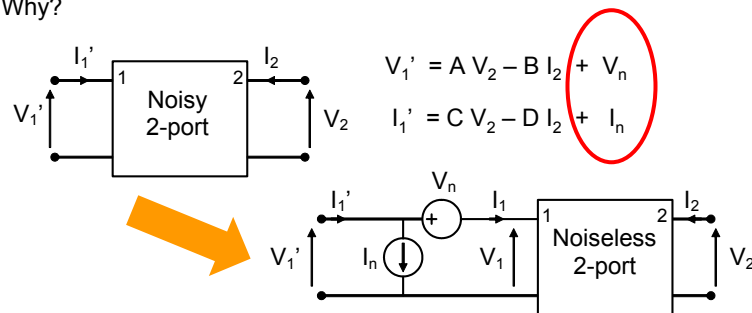 Why?
I₁’ I₂
V₁’ = A V₂ – B I₂ + Vₙ
1 2
Noisy
2-port
V₁’ V₂
I₁’ = C V₂ – D I₂ + Iₙ
Vₙ
I₁’ + I₁ I₂
1 2
Noiseless
2-port
V₁’ Iₙ V₁ V₂